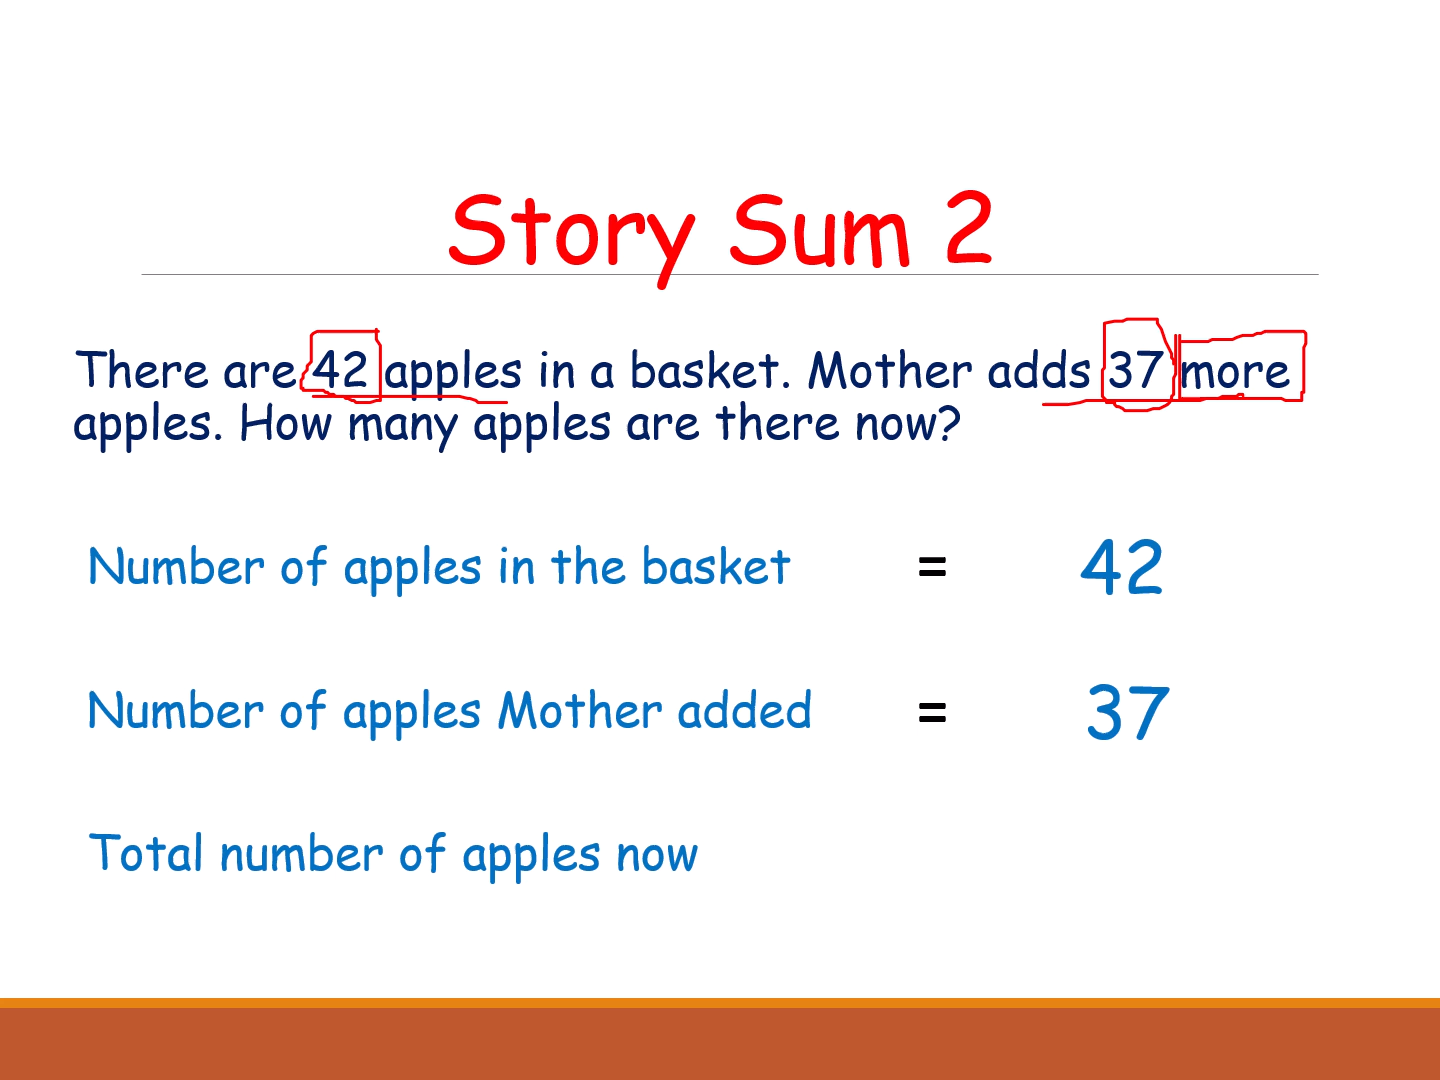 Story Sum 2
There are 42 apples in a basket. Mother adds 37 more
apples. How many apples are there now?
Number of apples in the basket = 42
Number of apples Mother added = 37
Total number of apples now